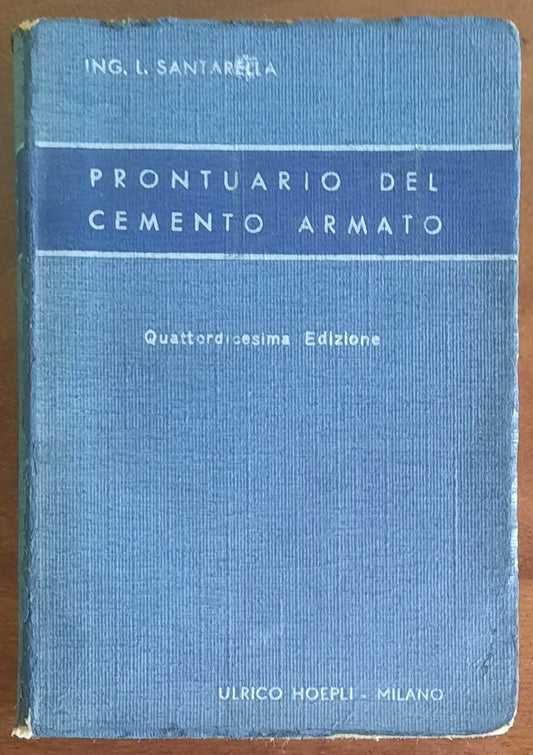 ING. L. SANTARELLA
PRONTUARIO DEL
CEMENTO ARMATO
Quattordicesima Edizione
ULRICO HOEPLI - MILANO